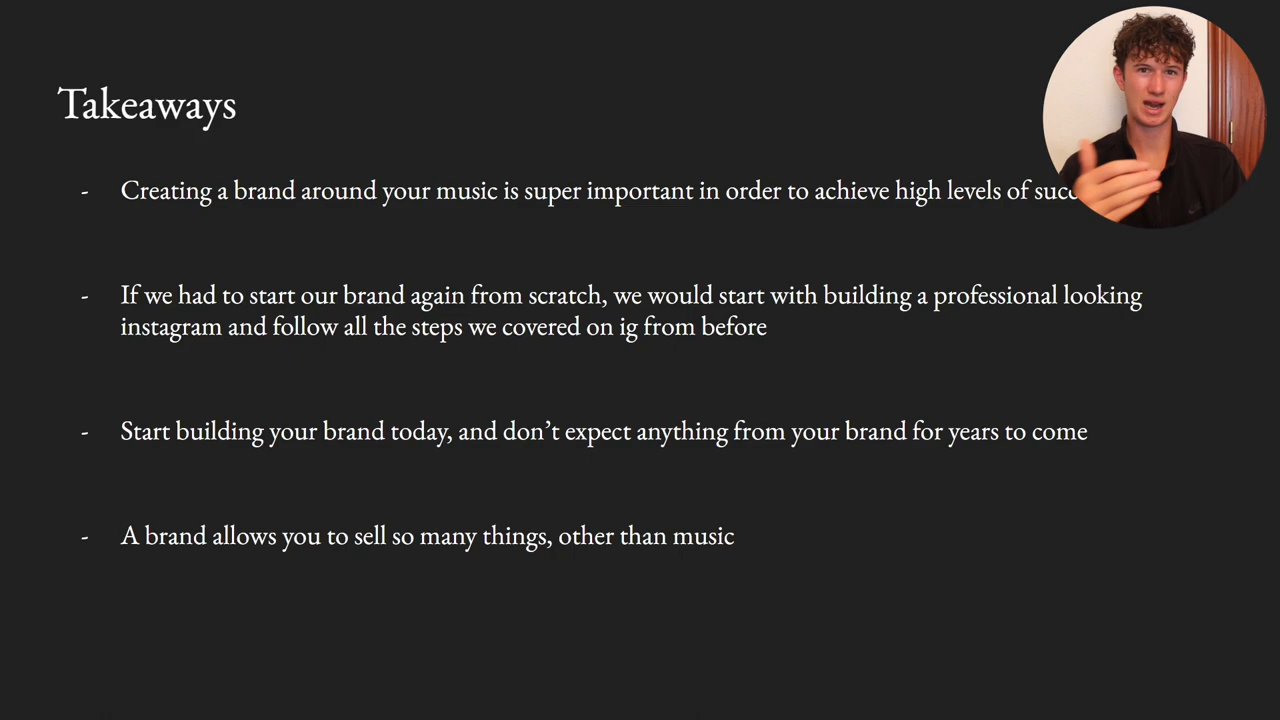 Takeaways
- Creating a brand around your music is super important in order to achieve high levels of
- If we had to start our brand again from scratch, we would start with building a professional looking
instagram and follow all the steps we covered on ig from before
- Start building your brand today, and don’t expect anything from your brand for years to come
- A brand allows you to sell so many things, other than music